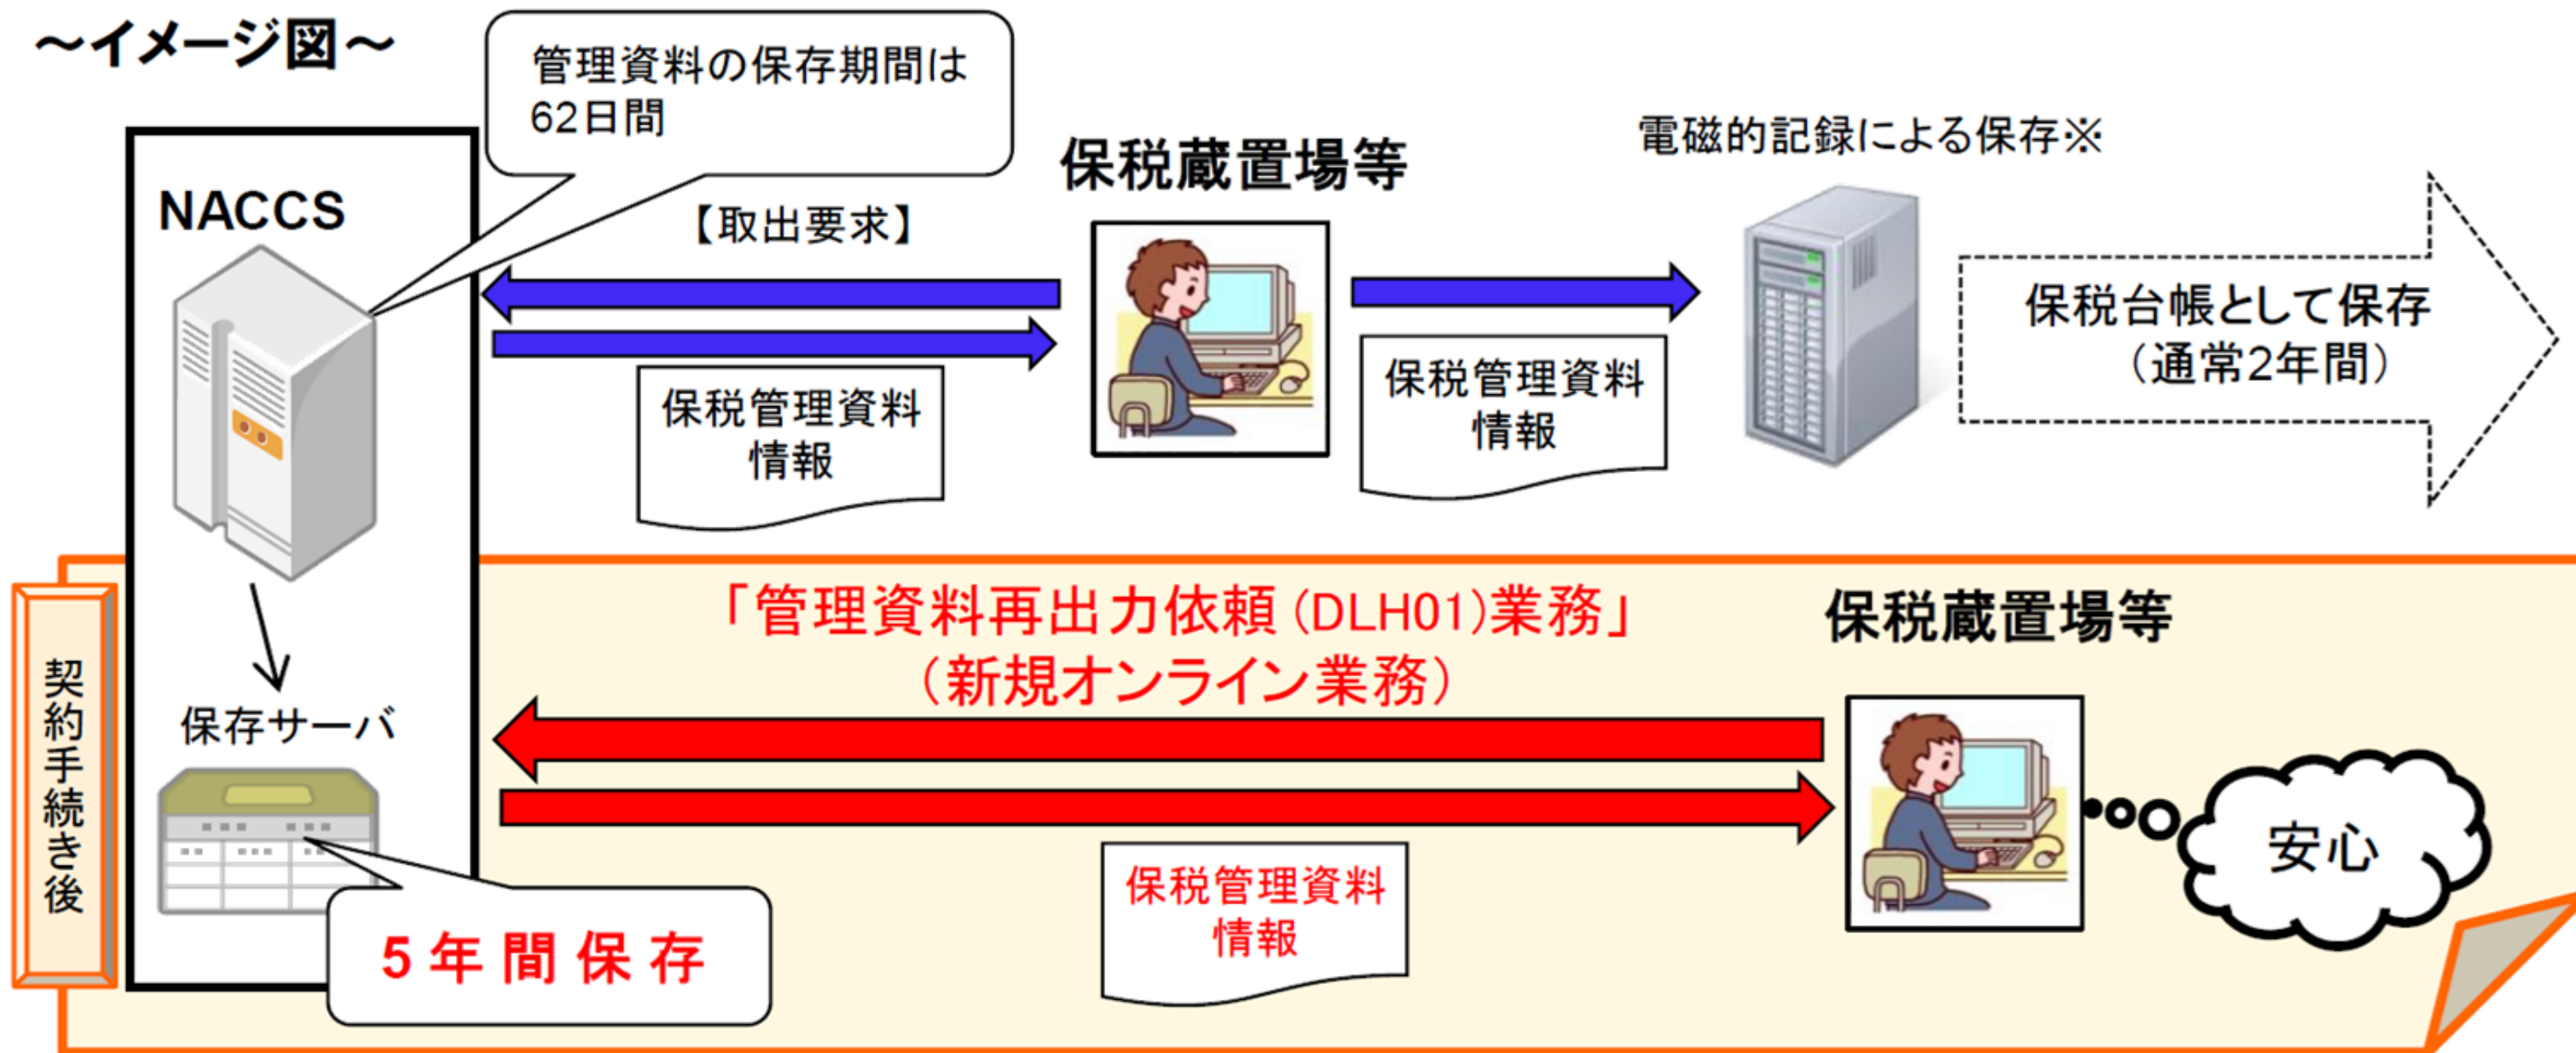 ～イメージ図～
管理資料の保存期間は
62日間
NACCS
【取出要求】
保税管理資料
情報
保税蔵置場等
保税管理資料
情報
電磁的記録による保存※
保税台帳として保存
（通常2年間）
契約手続き後
保存サーバ
5年間保存
「管理資料再出力依頼(DLH01)業務」
（新規オンライン業務）
保税管理資料
情報
保税蔵置場等
安心